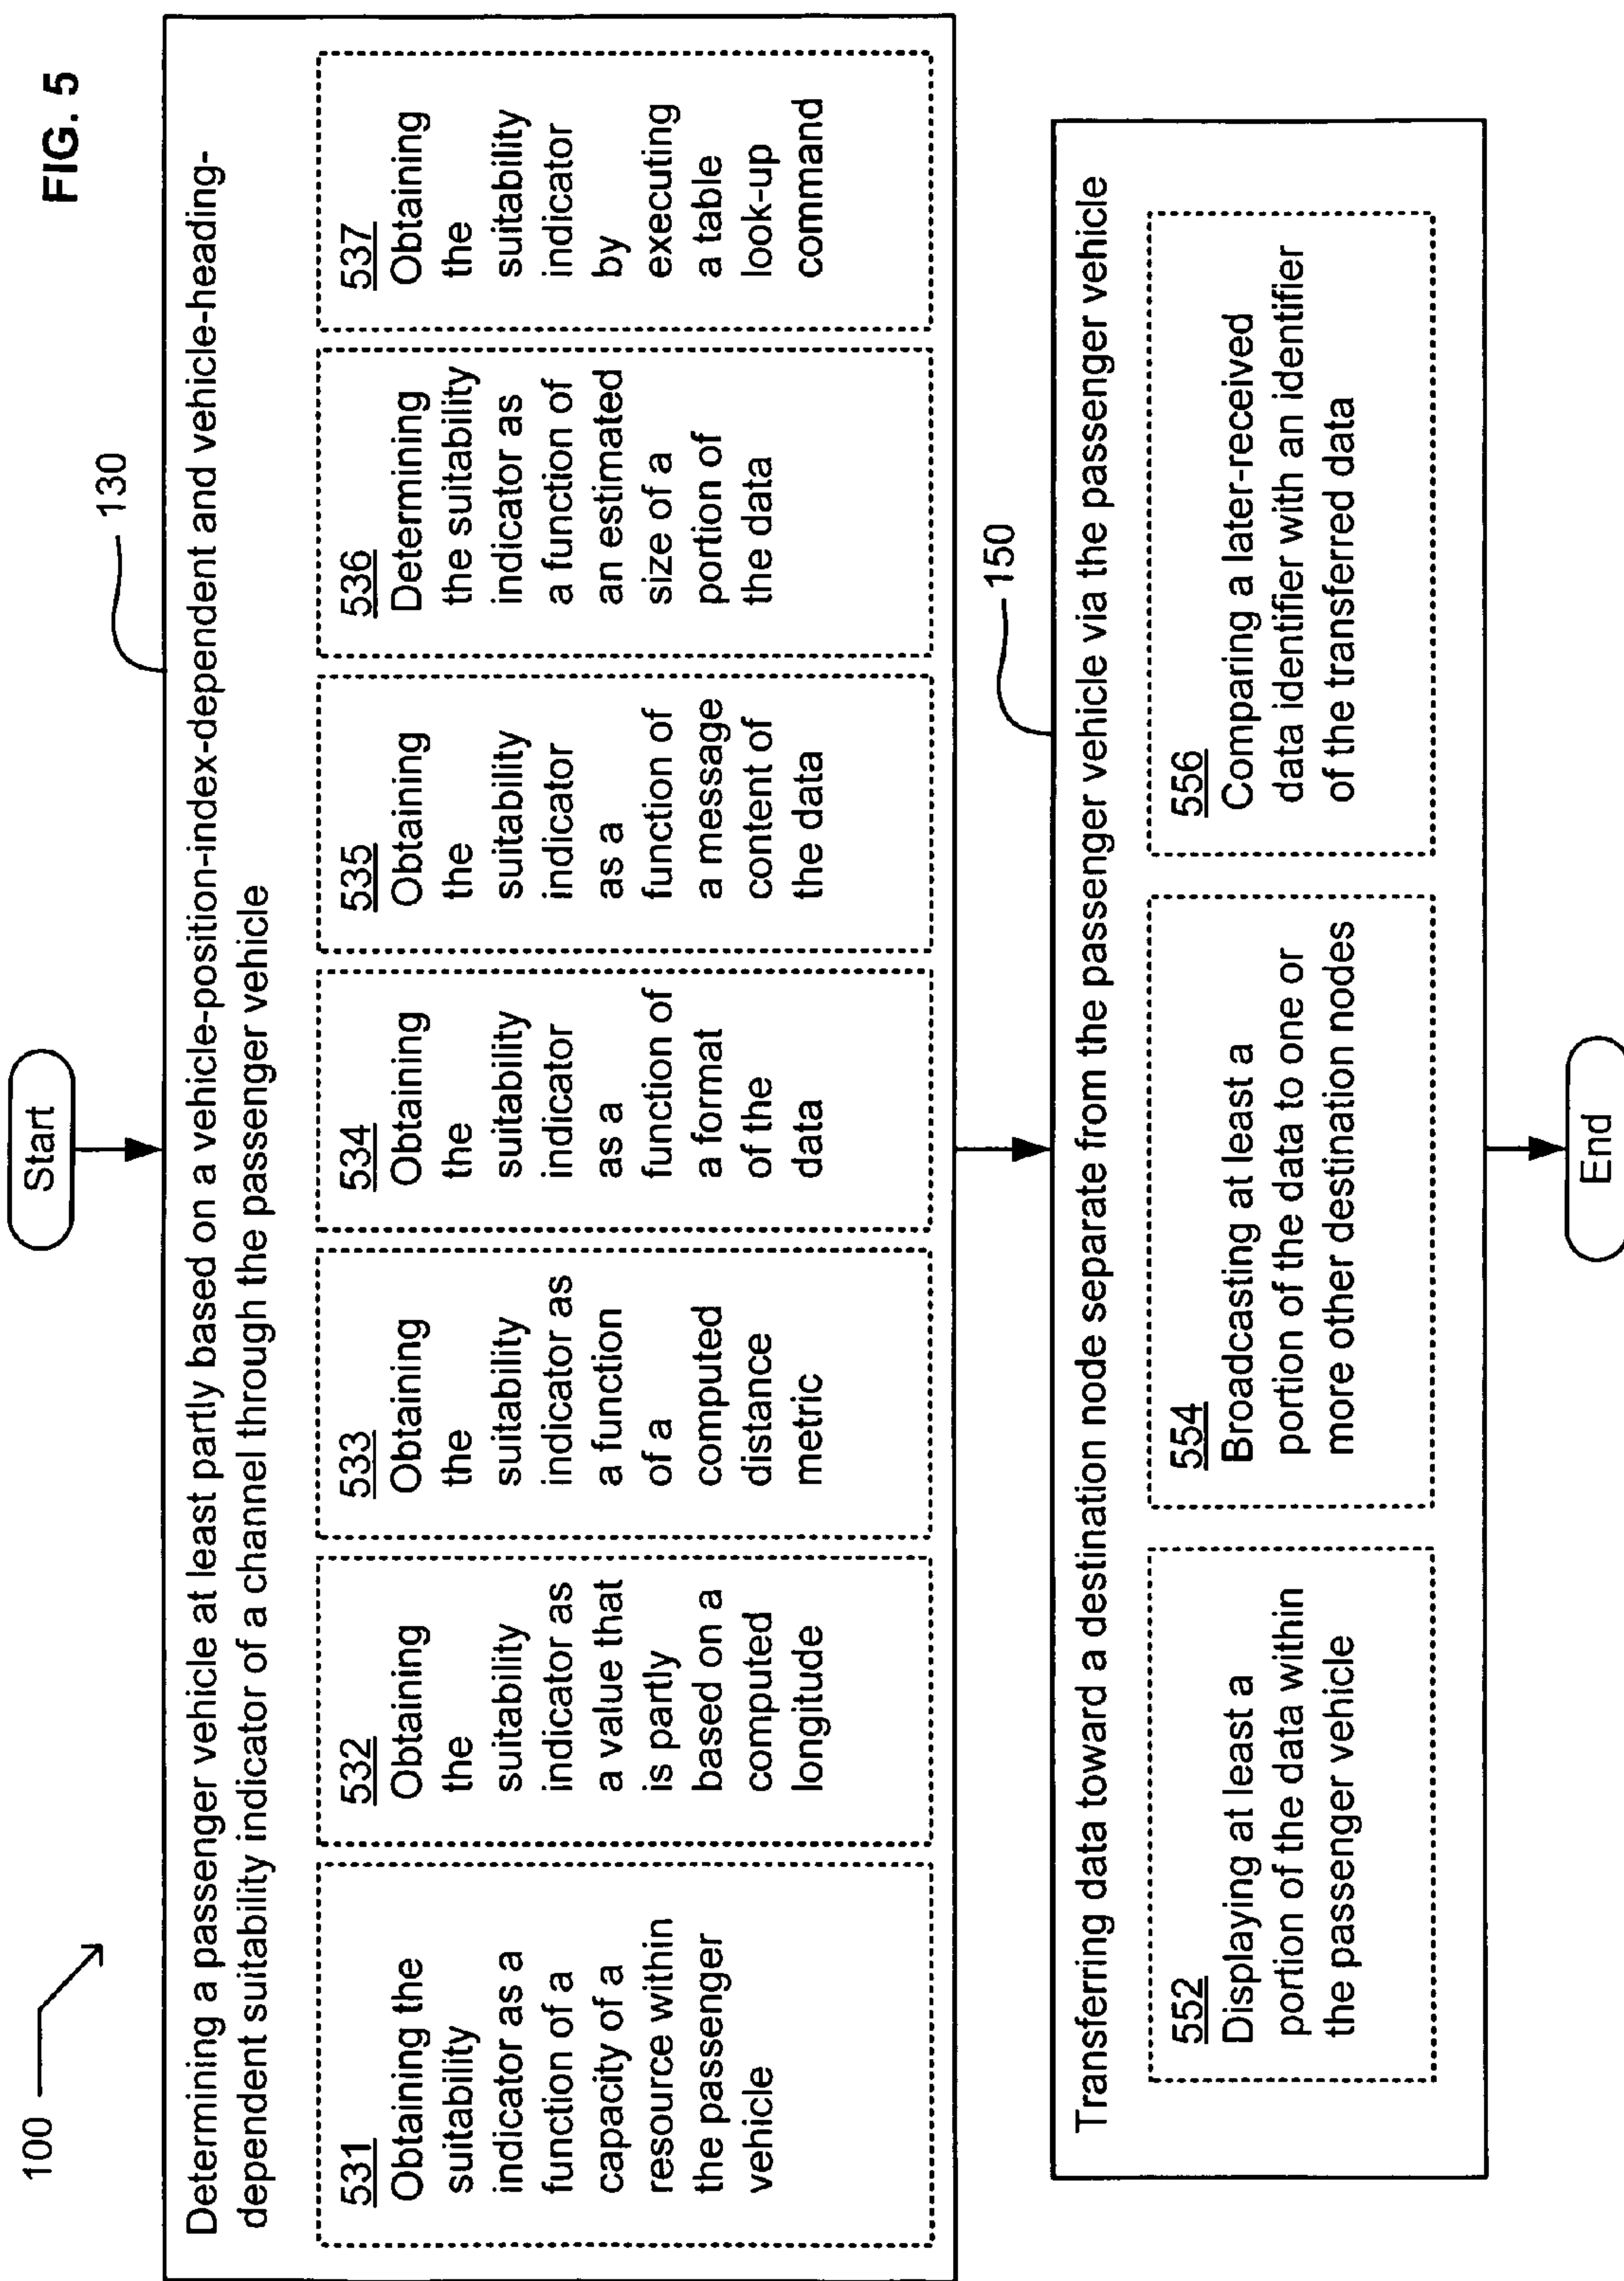 FIG. 5
100
Start
130
Determining a passenger vehicle at least partly based on a vehicle-position-index-dependent and vehicle-heading-
dependent suitability indicator of a channel through the passenger vehicle
531
Obtaining the
suitability
indicator as a
function of a
capacity of a
resource within
the passenger
vehicle
532
Obtaining
the
suitability
indicator as
a value that
is partly
based on a
computed
longitude
533
Obtaining
the
suitability
indicator as
a function
of a
computed
distance
metric
534
Obtaining
the
suitability
indicator
as a
function of
a format
of the
data
535
Obtaining
the
suitability
indicator
as a
function of
a message
content of
the data
536
Determining
the suitability
indicator as
a function of
an estimated
size of a
portion of
the data
537
Obtaining
the
suitability
indicator
by
executing
a table
look-up
command
150
Transferring data toward a destination node separate from the passenger vehicle via the passenger vehicle
552
Displaying at least a
portion of the data within
the passenger vehicle
554
Broadcasting at least a
portion of the data to one or
more other destination nodes
556
Comparing a later-received
data identifier with an identifier
of the transferred data
End